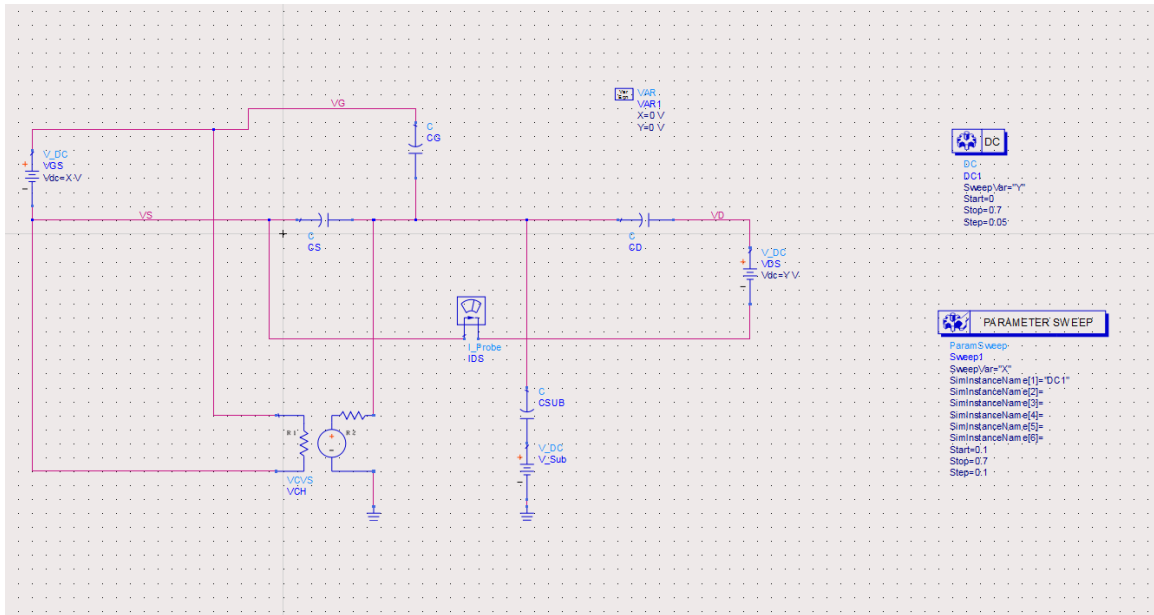 VG
V_DC
VGS
Vdc=X V
C
CG
Var
Eqn
VAR
VAR1
X=0 V
Y=0 V
DC
DC
DC1
SweepVar="Y"
Start=0
Stop=0.7
Step=0.05
VS
C
CS
C
CD
VD
V_DC
VDS
Vdc=Y V
I_Probe
IDS
PARAMETER SWEEP
ParamSweep
Sweep1
SweepVar="X"
SimInstanceName[1]="DC1"
SimInstanceName[2]=
SimInstanceName[3]=
SimInstanceName[4]=
SimInstanceName[5]=
SimInstanceName[6]=
Start=0.1
Stop=0.7
Step=0.1
C
CSUB
R1
R2
V_DC
V_Sub
VCVS
VCH